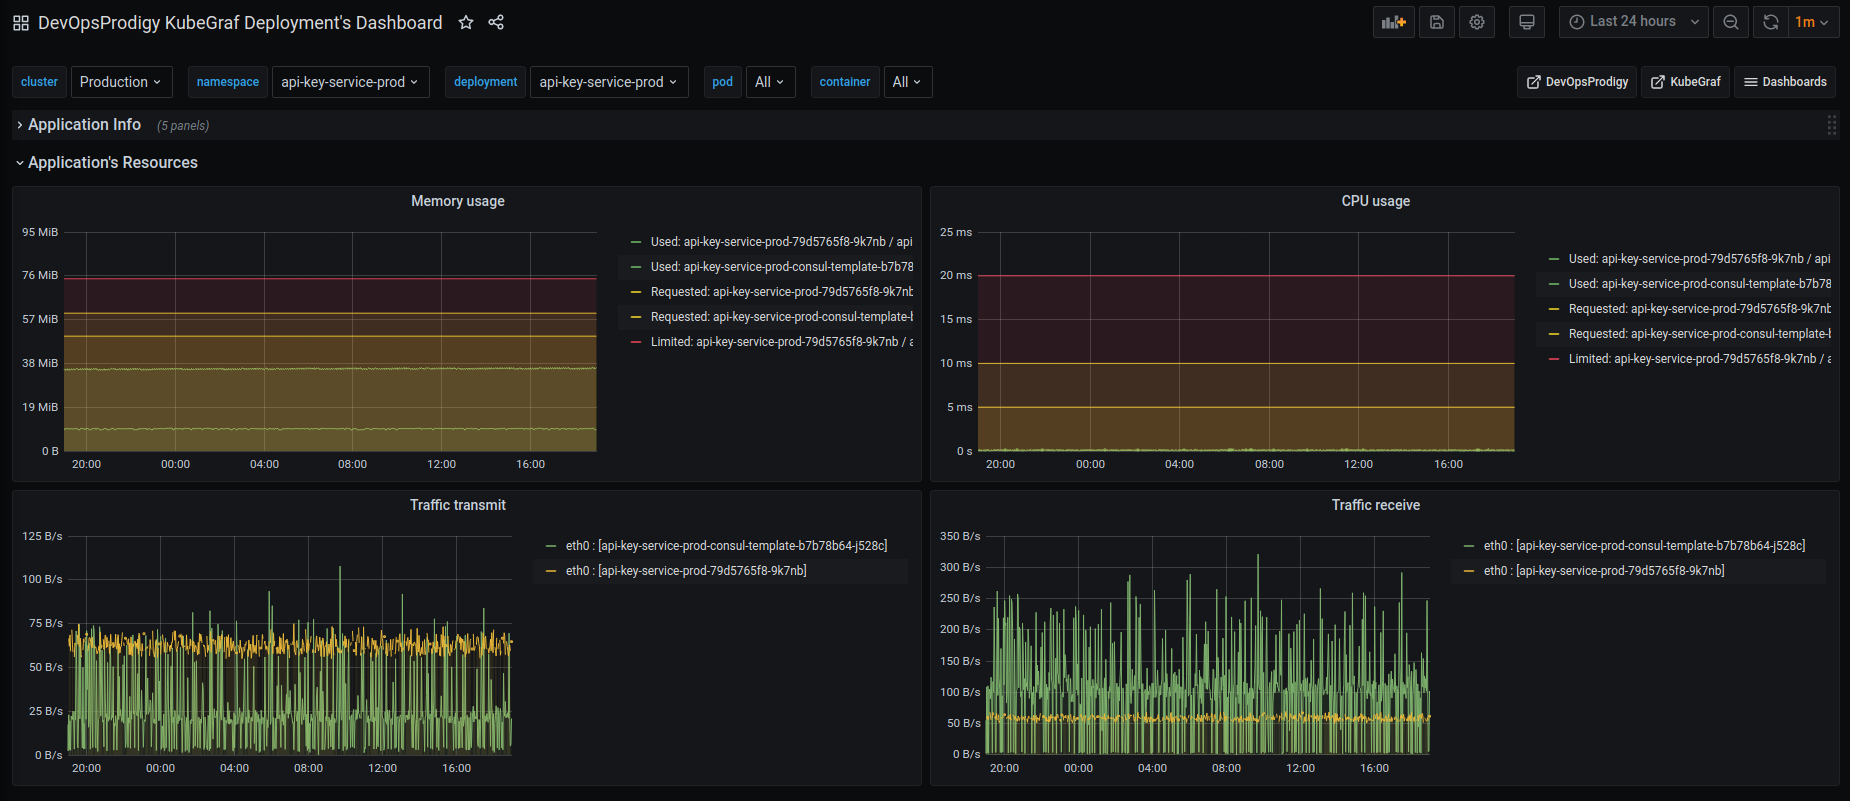 DevOpsProdigy KubeGraf Deployment's Dashboard
Last 24 hours
1m
cluster Production namespace api-key-service-prod deployment api-key-service-prod pod All container All
DevOpsProdigy KubeGraf Dashboards
Application Info (5 panels)
Application's Resources
Memory usage
95 MiB
76 MiB
57 MiB
38 MiB
19 MiB
0 B
20:00 00:00 04:00 08:00 12:00 16:00
Used: api-key-service-prod-79d5765f8-9k7nb / api
Used: api-key-service-prod-consul-template-b7b78
Requested: api-key-service-prod-79d5765f8-9k7nb
Requested: api-key-service-prod-consul-template-b
Limited: api-key-service-prod-79d5765f8-9k7nb / a
CPU usage
25 ms
20 ms
15 ms
10 ms
5 ms
0 s
20:00 00:00 04:00 08:00 12:00 16:00
Used: api-key-service-prod-79d5765f8-9k7nb / api
Used: api-key-service-prod-consul-template-b7b78
Requested: api-key-service-prod-79d5765f8-9k7nb
Requested: api-key-service-prod-consul-template-b
Limited: api-key-service-prod-79d5765f8-9k7nb / a
Traffic transmit
125 B/s
100 B/s
75 B/s
50 B/s
25 B/s
0 B/s
20:00 00:00 04:00 08:00 12:00 16:00
eth0 : [api-key-service-prod-consul-template-b7b78b64-j528c]
eth0 : [api-key-service-prod-79d5765f8-9k7nb]
Traffic receive
350 B/s
300 B/s
250 B/s
200 B/s
150 B/s
100 B/s
50 B/s
0 B/s
20:00 00:00 04:00 08:00 12:00 16:00
eth0 : [api-key-service-prod-consul-template-b7b78b64-j528c]
eth0 : [api-key-service-prod-79d5765f8-9k7nb]